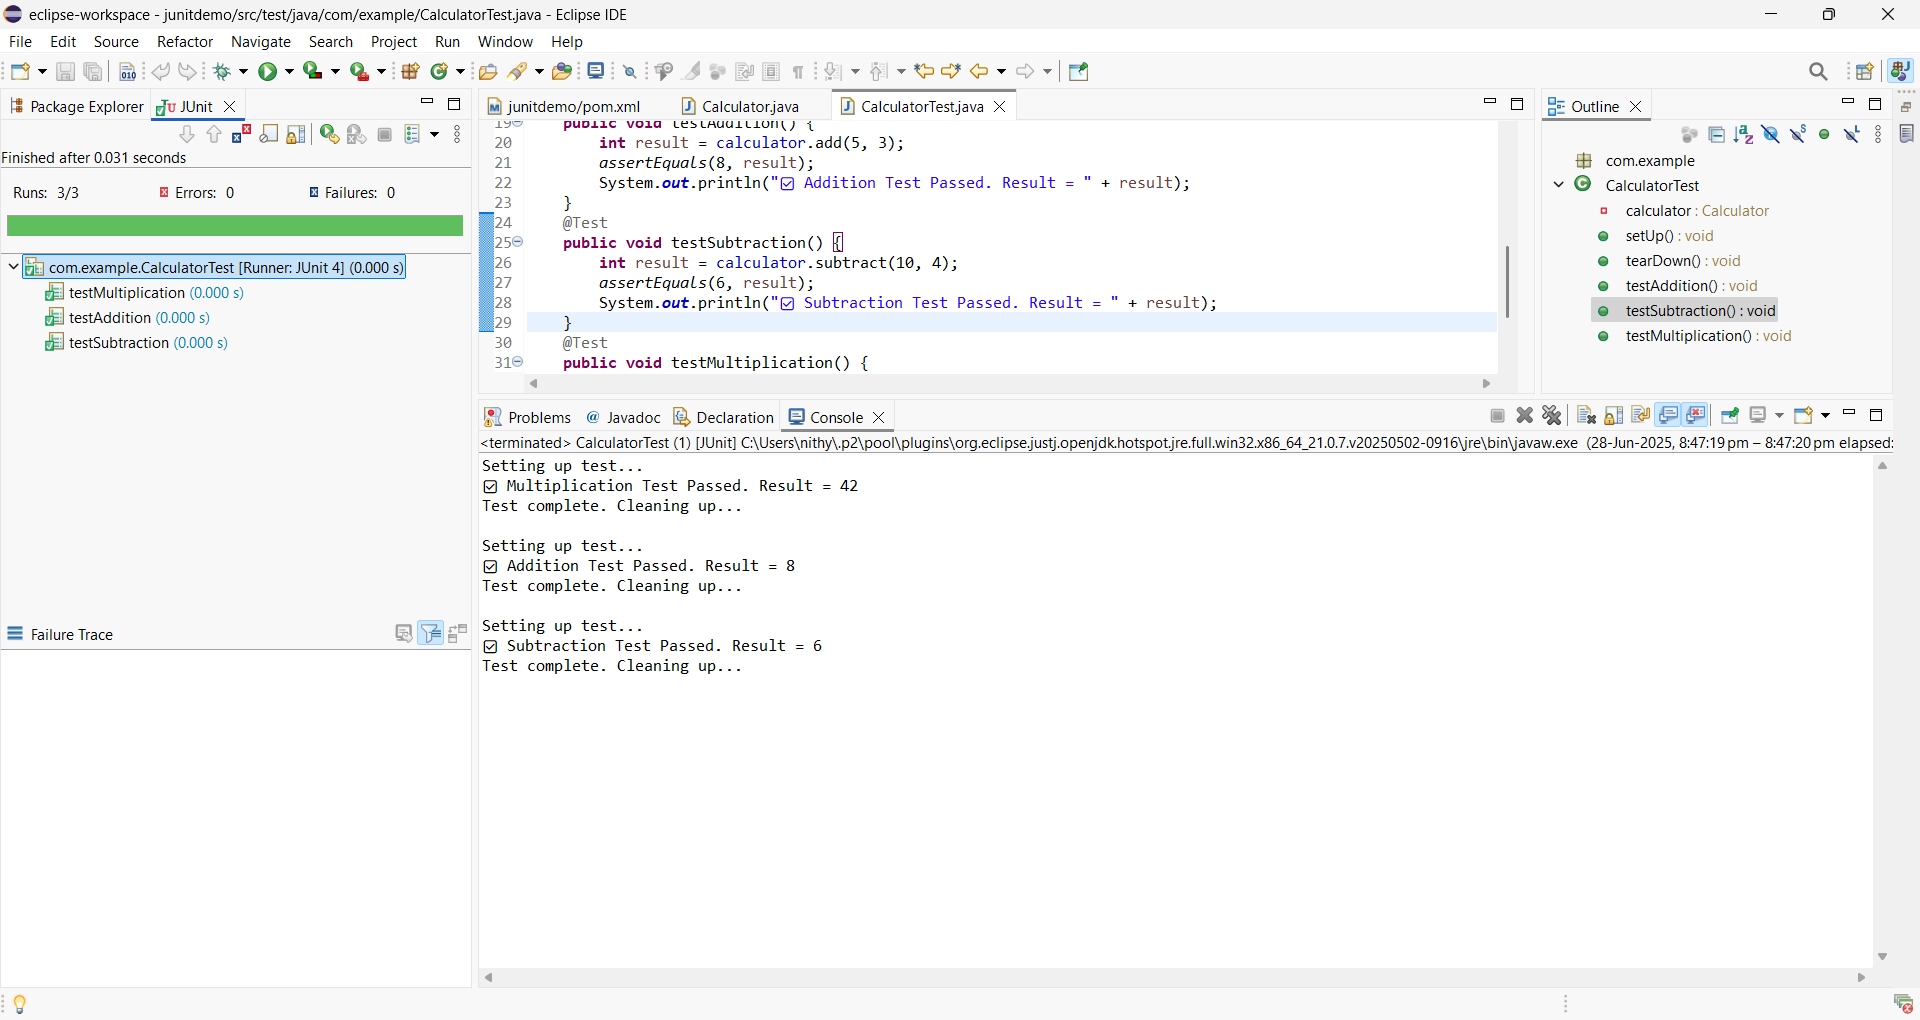 eclipse-workspace - junitdemo/src/test/java/com/example/CalculatorTest.java - Eclipse IDE
File Edit Source Refactor Navigate Search Project Run Window Help
Package Explorer JUnit
Finished after 0.031 seconds
Runs: 3/3 Errors: 0 Failures: 0
com.example.CalculatorTest [Runner: JUnit 4] (0.000 s)
testMultiplication (0.000 s)
testAddition (0.000 s)
testSubtraction (0.000 s)
Failure Trace
junitdemo/pom.xml Calculator.java CalculatorTest.java
19 public void testAddition() {
20 int result = calculator.add(5, 3);
21 assertEquals(8, result);
22 System.out.println("☑ Addition Test Passed. Result = " + result);
23 }
24 @Test
25 public void testSubtraction() {
26 int result = calculator.subtract(10, 4);
27 assertEquals(6, result);
28 System.out.println("☑ Subtraction Test Passed. Result = " + result);
29 }
30 @Test
31 public void testMultiplication() {
Outline
com.example
CalculatorTest
calculator : Calculator
setUp() : void
tearDown() : void
testAddition() : void
testSubtraction() : void
testMultiplication() : void
Problems Javadoc Declaration Console
<terminated> CalculatorTest (1) [JUnit] C:\Users\nithy\.p2\pool\plugins\org.eclipse.justj.openjdk.hotspot.jre.full.win32.x86_64_21.0.7.v20250502-0916\jre\bin\javaw.exe (28-Jun-2025, 8:47:19 pm – 8:47:20 pm elapsed:
Setting up test...
☑ Multiplication Test Passed. Result = 42
Test complete. Cleaning up...
Setting up test...
☑ Addition Test Passed. Result = 8
Test complete. Cleaning up...
Setting up test...
☑ Subtraction Test Passed. Result = 6
Test complete. Cleaning up...